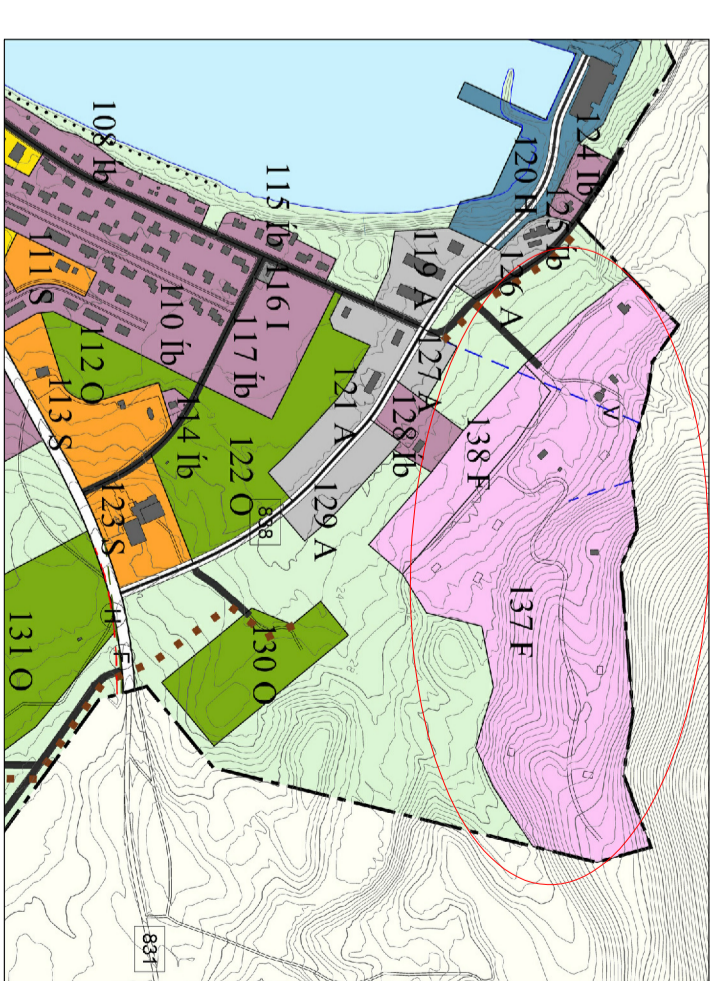 108 Íb
115 Íb
124 Íb
120 H
125 Íb
119 A
126 A
111 S
110 Íb
116 I
117 Íb
112 O
113 S
114 Íb
121 A
127 A
128 Íb
138 F
V
122 O
838
129 A
123 S
137 F
131 O
H
F
130 O
831